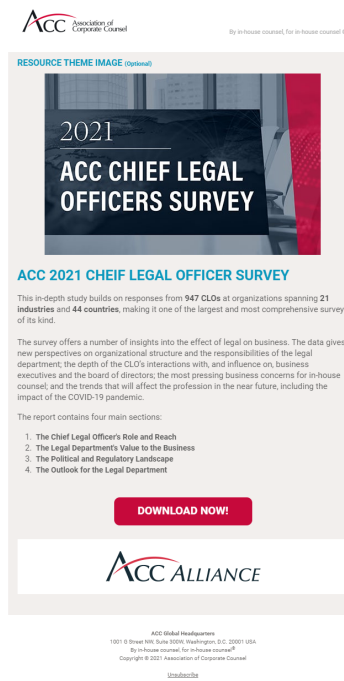 ACC Association of
Corporate Counsel
By in-house counsel, for in-house counsel
RESOURCE THEME IMAGE (Optional)
2021
ACC CHIEF LEGAL
OFFICERS SURVEY
ACC 2021 CHEIF LEGAL OFFICER SURVEY
This in-depth study builds on responses from 947 CLOs at organizations spanning 21
industries and 44 countries, making it one of the largest and most comprehensive survey
of its kind.
The survey offers a number of insights into the effect of legal on business. The data gives
new perspectives on organizational structure and the responsibilities of the legal
department; the depth of the CLO's interactions with, and influence on, business
executives and the board of directors; the most pressing business concerns for in-house
counsel; and the trends that will affect the profession in the near future, including the
impact of the COVID-19 pandemic.
The report contains four main sections:
1. The Chief Legal Officer's Role and Reach
2. The Legal Department's Value to the Business
3. The Political and Regulatory Landscape
4. The Outlook for the Legal Department
DOWNLOAD NOW!
ACC ALLIANCE
ACC Global Headquarters
1001 G Street NW, Suite 300W, Washington, D.C. 20001 USA
By in-house counsel, for in-house counsel®
Copyright © 2021 Association of Corporate Counsel
Unsubscribe